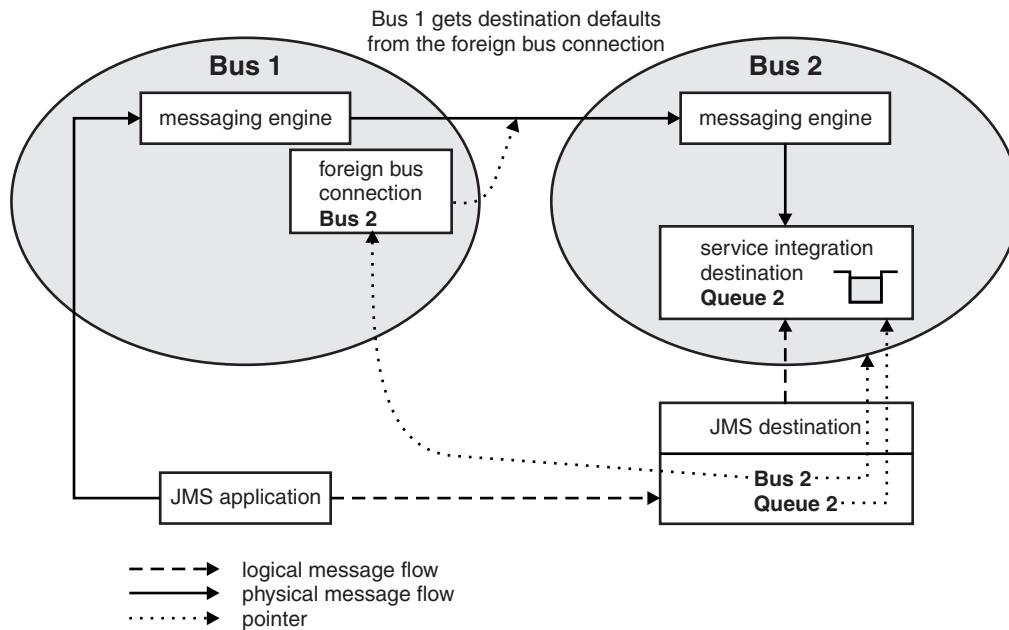 Bus 1 gets destination defaults
from the foreign bus connection
Bus 1
Bus 2
messaging engine
messaging engine
foreign bus
connection
Bus 2
service integration
destination
Queue 2
JMS destination
Bus 2
Queue 2
JMS application
logical message flow
physical message flow
pointer